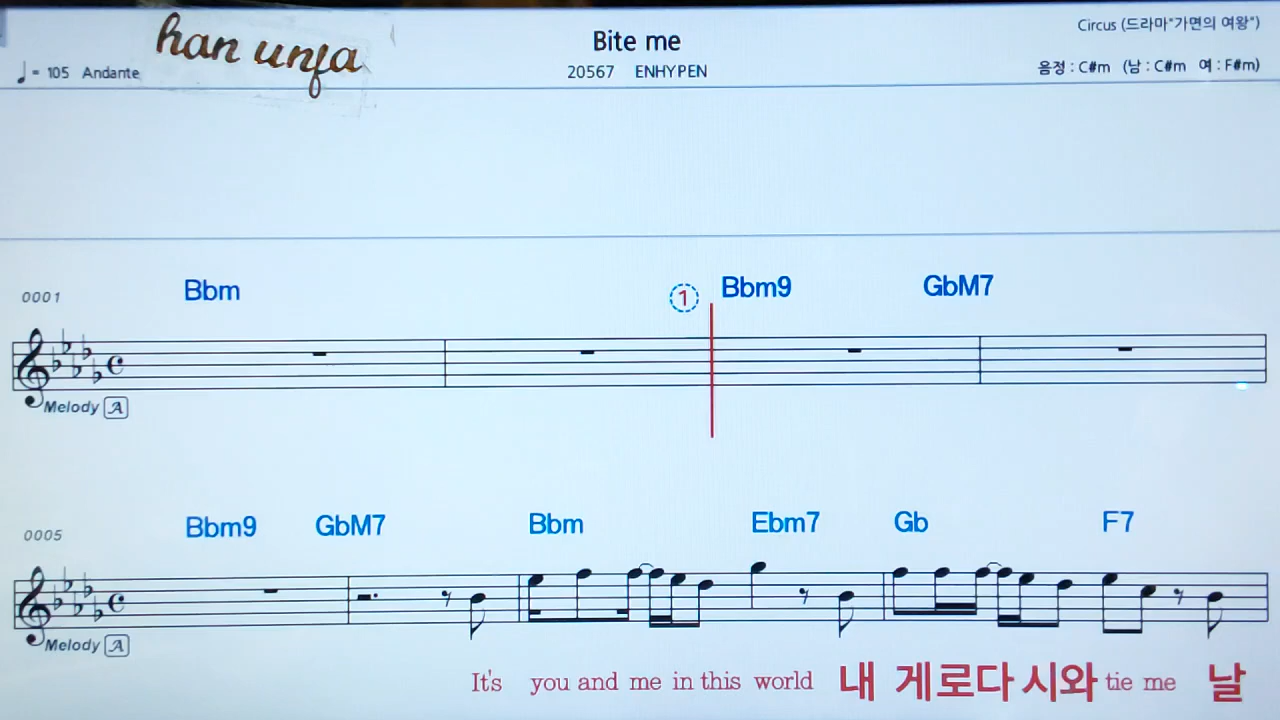 han unfa
Bite me
Circus (드라마"가면의 여왕")
♩= 105 Andante
20567 ENHYPEN
음정 : C#m (남 : C#m 여 : F#m)
0001 Bbm ① Bbm9 GbM7
Melody A
0005 Bbm9 GbM7 Bbm Ebm7 Gb F7
Melody A
It's you and me in this world 내 게로다 시와 tie me 날